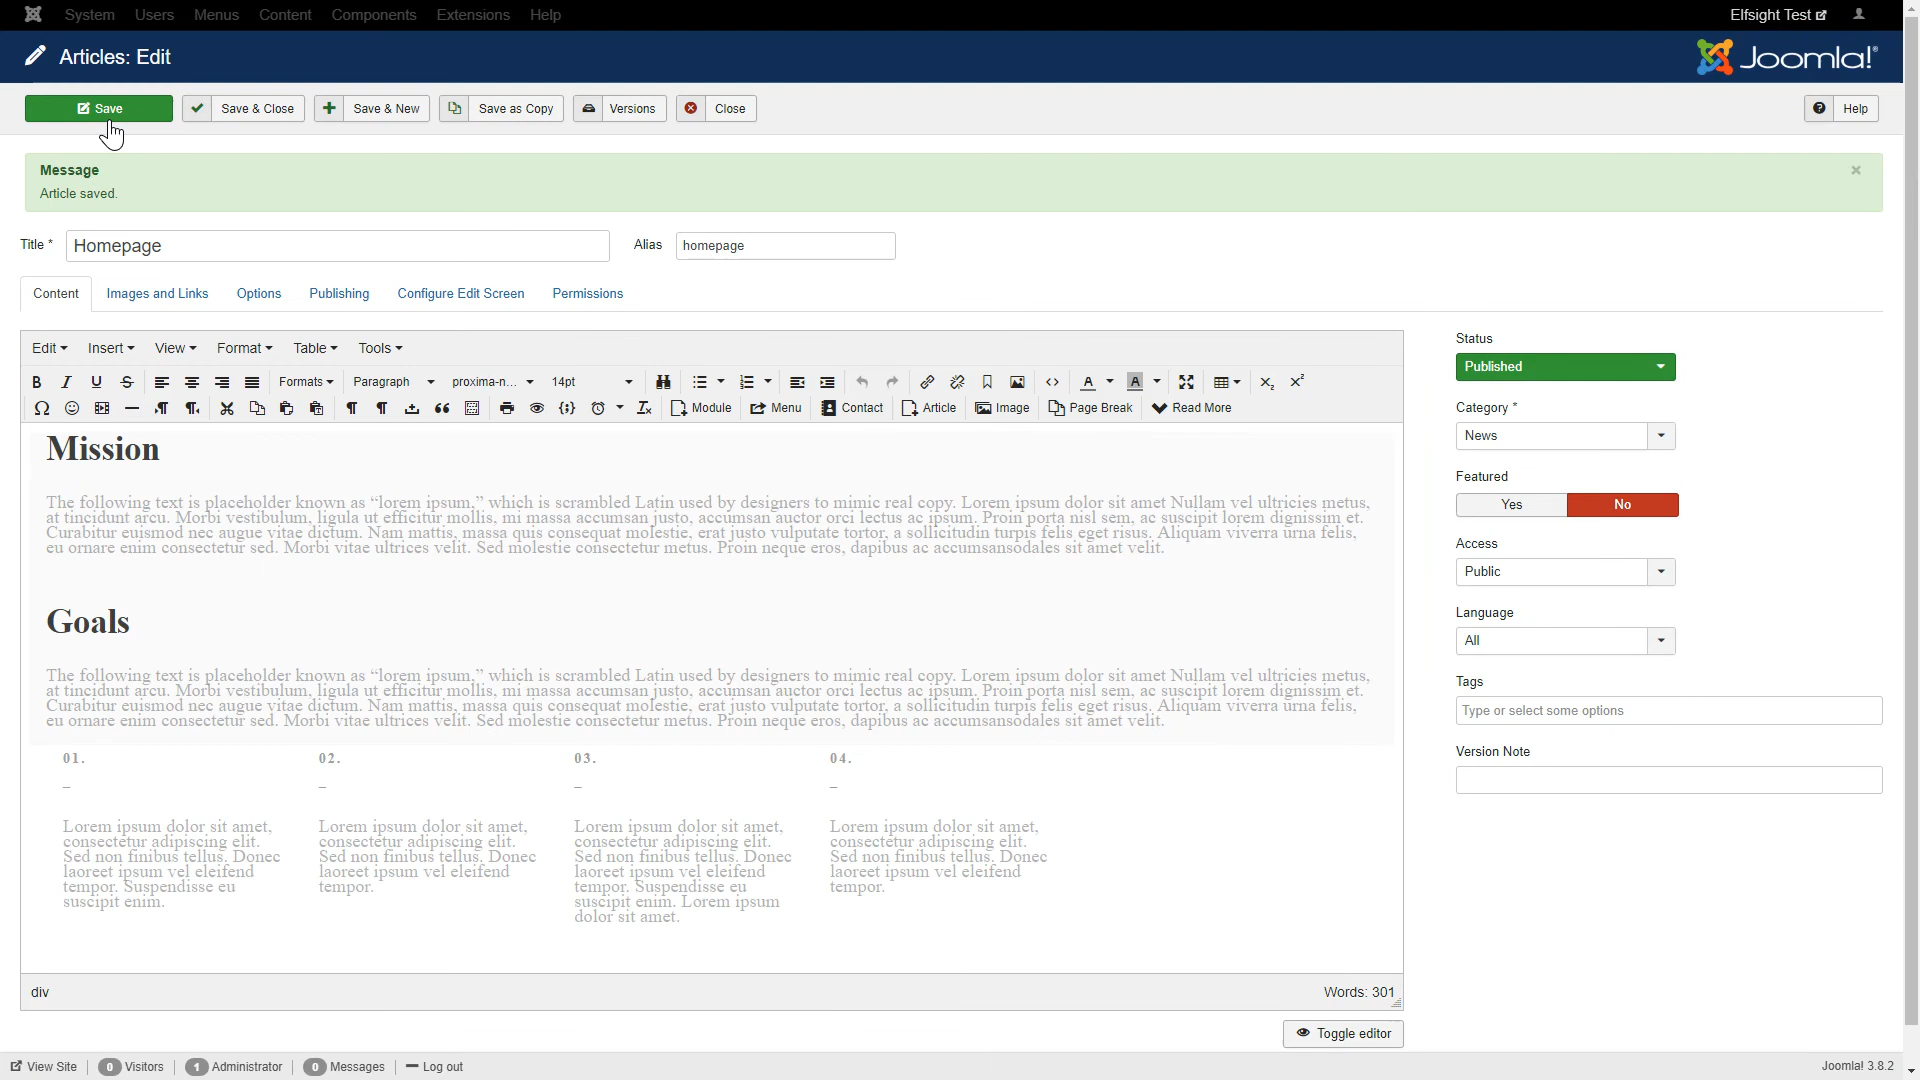 System Users Menus Content Components Extensions Help Elfsight Test
Articles: Edit Joomla!®
Save Save & Close Save & New Save as Copy Versions Close Help
Message
Article saved.
Title * Homepage Alias homepage
Content Images and Links Options Publishing Configure Edit Screen Permissions
Edit Insert View Format Table Tools
Formats Paragraph proxima-n... 14pt
Module Menu Contact Article Image Page Break Read More
Mission
The following text is placeholder known as “lorem ipsum,” which is scrambled Latin used by designers to mimic real copy. Lorem ipsum dolor sit amet Nullam vel ultricies metus,
at tincidunt arcu. Morbi vestibulum, ligula ut efficitur mollis, mi massa accumsan justo, accumsan auctor orci lectus ac ipsum. Proin porta nisl sem, ac suscipit lorem dignissim et.
Curabitur euismod nec augue vitae dictum. Nam mattis, massa quis consequat molestie, erat justo vulputate tortor, a sollicitudin turpis felis eget risus. Aliquam viverra urna felis,
eu ornare enim consectetur sed. Morbi vitae ultrices velit. Sed molestie consectetur metus. Proin neque eros, dapibus ac accumsansodales sit amet velit.
Goals
The following text is placeholder known as “lorem ipsum,” which is scrambled Latin used by designers to mimic real copy. Lorem ipsum dolor sit amet Nullam vel ultricies metus,
at tincidunt arcu. Morbi vestibulum, ligula ut efficitur mollis, mi massa accumsan justo, accumsan auctor orci lectus ac ipsum. Proin porta nisl sem, ac suscipit lorem dignissim et.
Curabitur euismod nec augue vitae dictum. Nam mattis, massa quis consequat molestie, erat justo vulputate tortor, a sollicitudin turpis felis eget risus. Aliquam viverra urna felis,
eu ornare enim consectetur sed. Morbi vitae ultrices velit. Sed molestie consectetur metus. Proin neque eros, dapibus ac accumsansodales sit amet velit.
01.
–
Lorem ipsum dolor sit amet,
consectetur adipiscing elit.
Sed non finibus tellus. Donec
laoreet ipsum vel eleifend
tempor. Suspendisse eu
suscipit enim.
02.
–
Lorem ipsum dolor sit amet,
consectetur adipiscing elit.
Sed non finibus tellus. Donec
laoreet ipsum vel eleifend
tempor.
03.
–
Lorem ipsum dolor sit amet,
consectetur adipiscing elit.
Sed non finibus tellus. Donec
laoreet ipsum vel eleifend
tempor. Suspendisse eu
suscipit enim. Lorem ipsum
dolor sit amet.
04.
–
Lorem ipsum dolor sit amet,
consectetur adipiscing elit.
Sed non finibus tellus. Donec
laoreet ipsum vel eleifend
tempor.
div Words: 301
Toggle editor
Status
Published
Category *
News
Featured
Yes No
Access
Public
Language
All
Tags
Type or select some options
Version Note
View Site 0 Visitors 1 Administrator 0 Messages Log out Joomla! 3.8.2